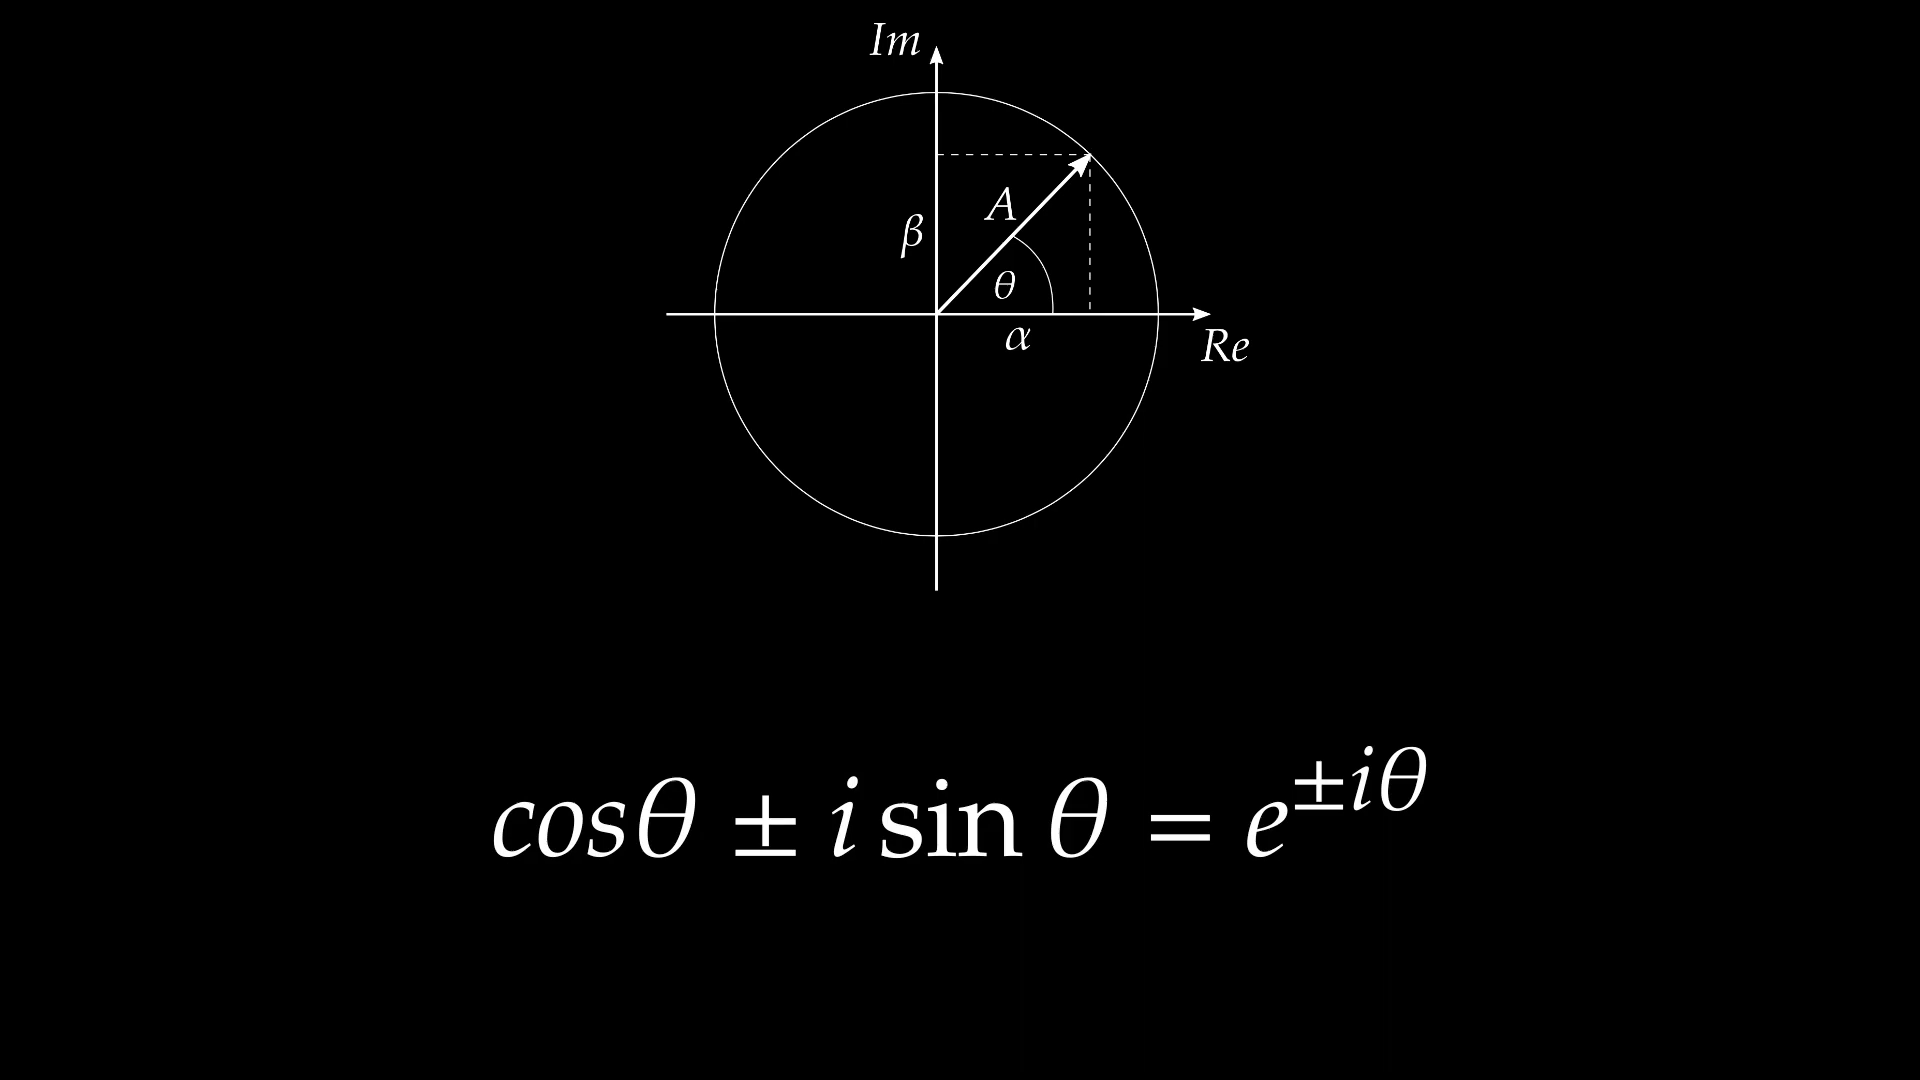 Im
A
β
θ
α
Re
cosθ ± i sin θ = e^{±iθ}